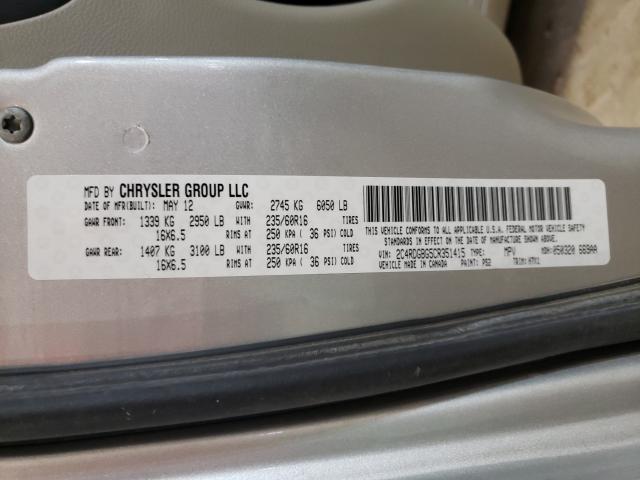 MFD BY CHRYSLER GROUP LLC
DATE OF MFR(BUILT): MAY 12 GVWR: 2745 KG 6050 LB
GAWR FRONT: 1339 KG 2950 LB WITH 235/60R16 TIRES
16X6.5 RIMS AT 250 KPA ( 36 PSI) COLD
GAWR REAR: 1407 KG 3100 LB WITH 235/60R16 TIRES
16X6.5 RIMS AT 250 KPA ( 36 PSI) COLD
THIS VEHICLE CONFORMS TO ALL APPLICABLE U.S.A. FEDERAL MOTOR VEHICLE SAFETY
STANDARDS IN EFFECT ON THE DATE OF MANUFACTURE SHOWN ABOVE.
VIN: 2C4RDGBG5CR351415 TYPE: MPV MDH: 050320 669AA
VEHICLE MADE IN CANADA PAINT: PS2 TRIM: